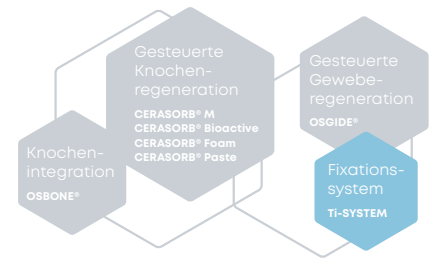 Gesteuerte
Knochen-
regeneration
CERASORB® M
CERASORB® Bioactive
CERASORB® Foam
CERASORB® Paste
Gesteuerte
Gewebe-
regeneration
OSGIDE®
Knochen-
integration
OSBONE®
Fixations-
system
Ti-SYSTEM